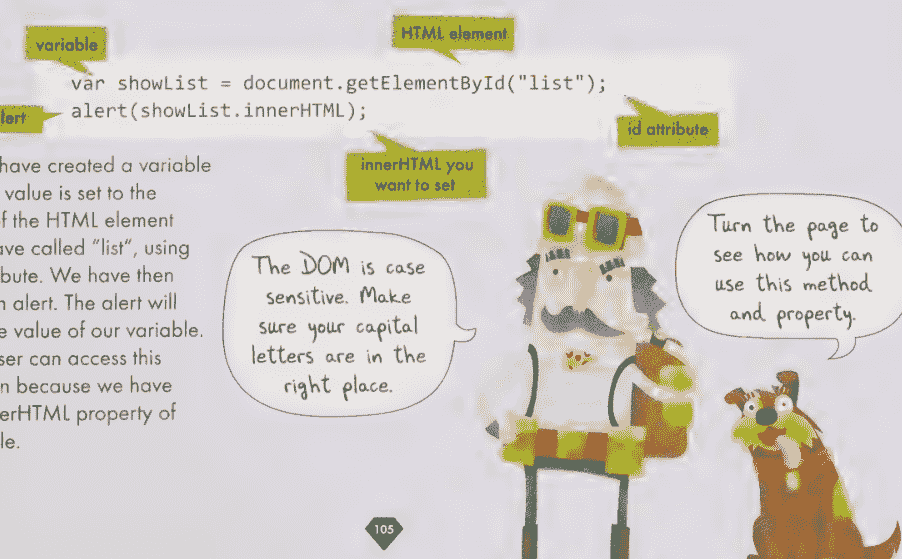 variable
HTML element
var showList = document.getElementById("list");
alert(showList.innerHTML);
lert
id attribute
innerHTML you
want to set
have created a variable
value is set to the
of the HTML element
ave called "list", using
bute. We have then
n alert. The alert will
e value of our variable.
ser can access this
n because we have
nerHTML property of
le.
The DOM is case
sensitive. Make
sure your capital
letters are in the
right place.
Turn the page to
see how you can
use this method
and property.
105